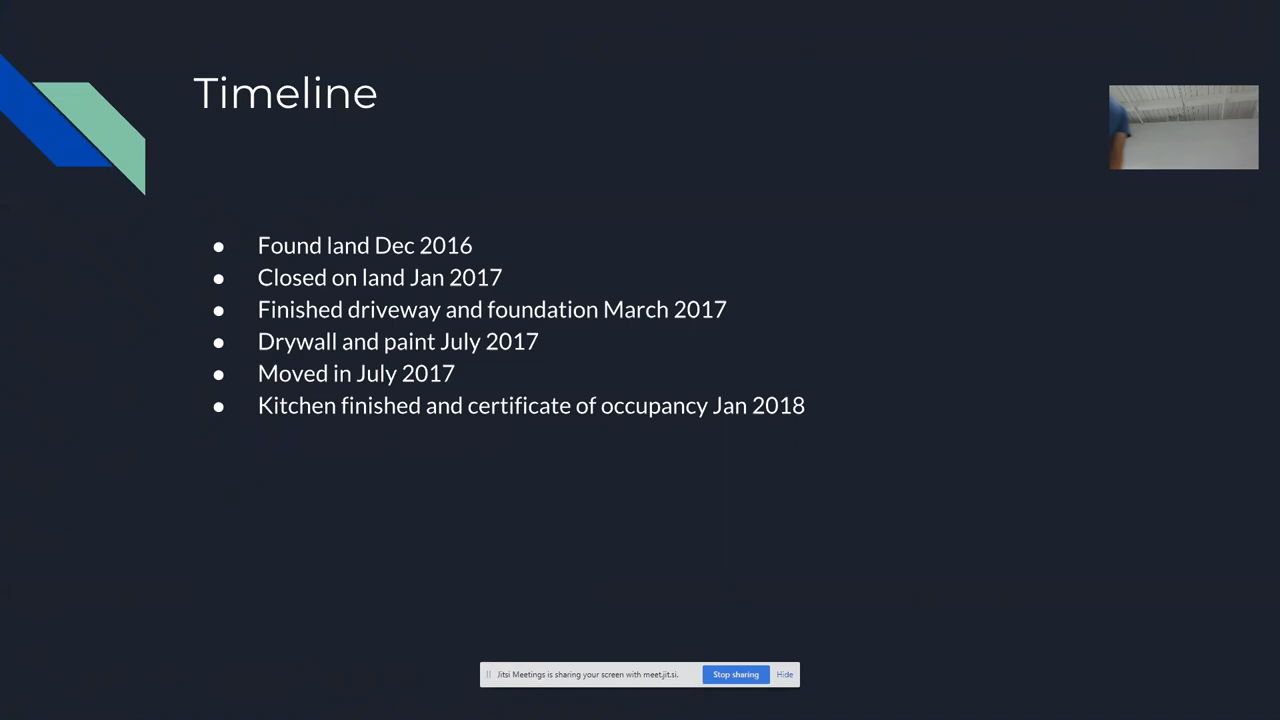 Timeline
● Found land Dec 2016
● Closed on land Jan 2017
● Finished driveway and foundation March 2017
● Drywall and paint July 2017
● Moved in July 2017
● Kitchen finished and certificate of occupancy Jan 2018
Jitsi Meetings is sharing your screen with meet.jit.si. Stop sharing Hide